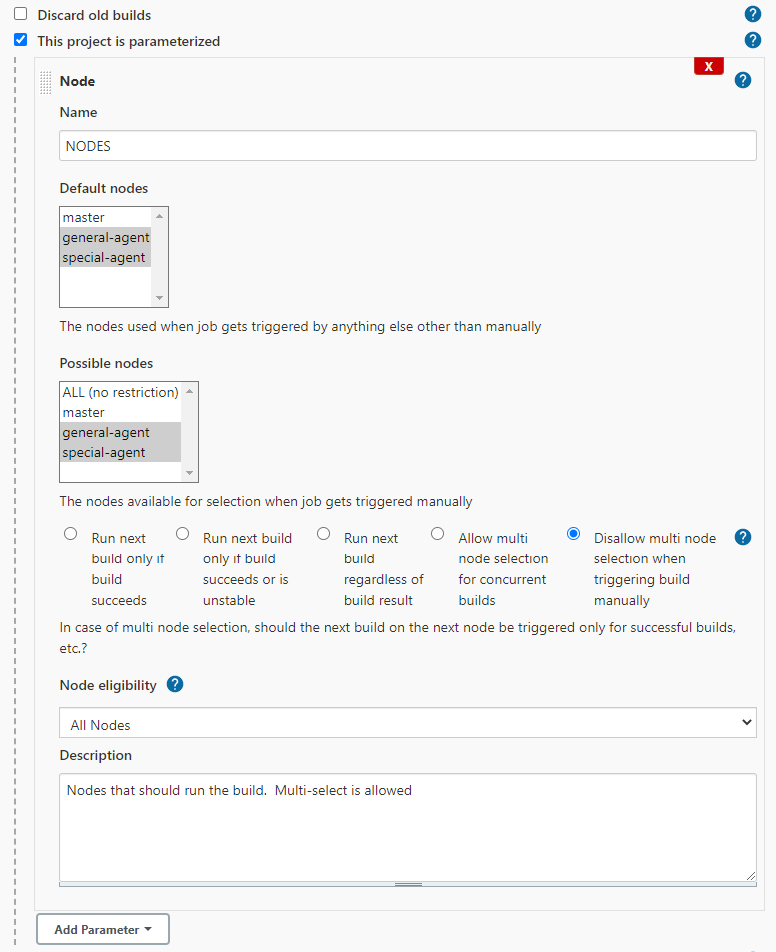 Discard old builds
?
This project is parameterized
?
X
Node
?
Name
NODES
Default nodes
master
general-agent
special-agent
The nodes used when job gets triggered by anything else other than manually
Possible nodes
ALL (no restriction)
master
general-agent
special-agent
The nodes available for selection when job gets triggered manually
Run next
build only if
build
succeeds
Run next build
only if build
succeeds or is
unstable
Run next
build
regardless of
build result
Allow multi
node selection
for concurrent
builds
Disallow multi node
selection when
triggering build
manually
?
In case of multi node selection, should the next build on the next node be triggered only for successful builds,
etc.?
Node eligibility ?
All Nodes
Description
Nodes that should run the build.  Multi-select is allowed
Add Parameter